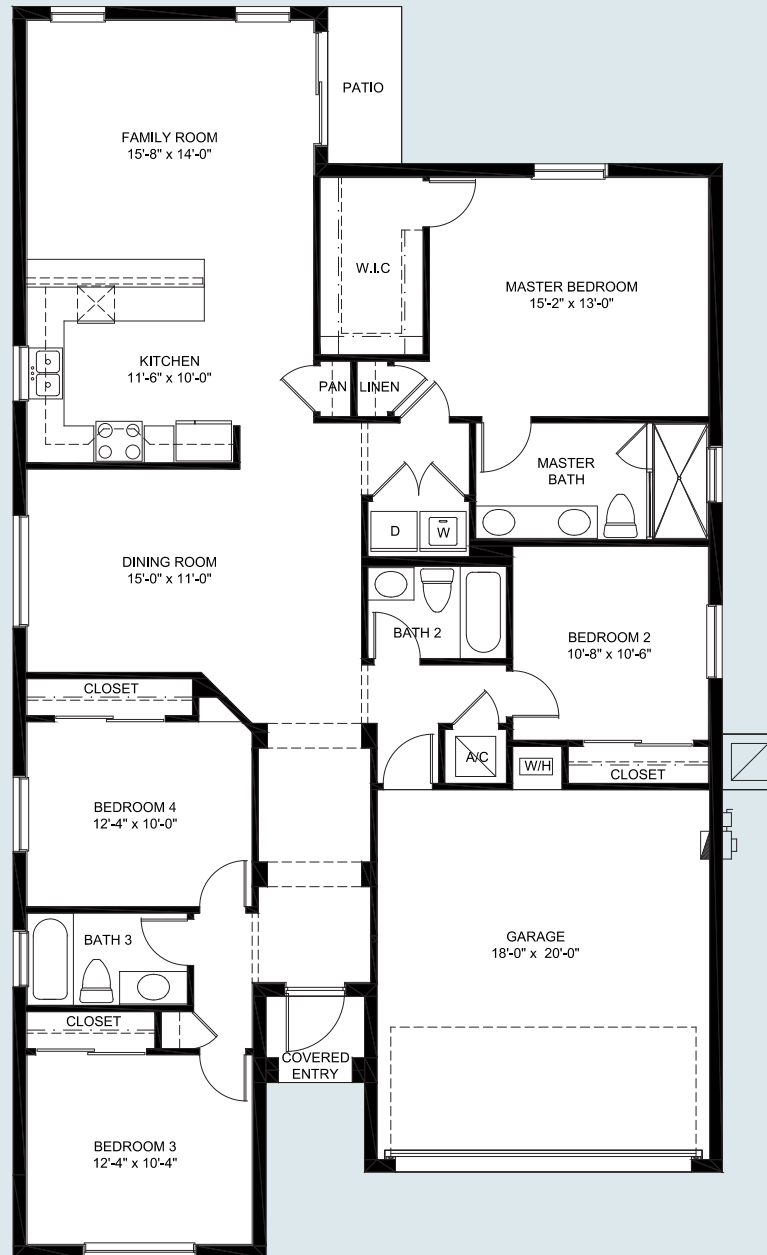 PATIO
FAMILY ROOM
15'-8" x 14'-0"
W.I.C
MASTER BEDROOM
15'-2" x 13'-0"
KITCHEN
11'-6" x 10'-0"
PAN
LINEN
MASTER
BATH
D
W
DINING ROOM
15'-0" x 11'-0"
BATH 2
BEDROOM 2
10'-8" x 10'-6"
CLOSET
A/C
W/H
CLOSET
BEDROOM 4
12'-4" x 10'-0"
BATH 3
GARAGE
18'-0" x 20'-0"
CLOSET
COVERED
ENTRY
BEDROOM 3
12'-4" x 10'-4"